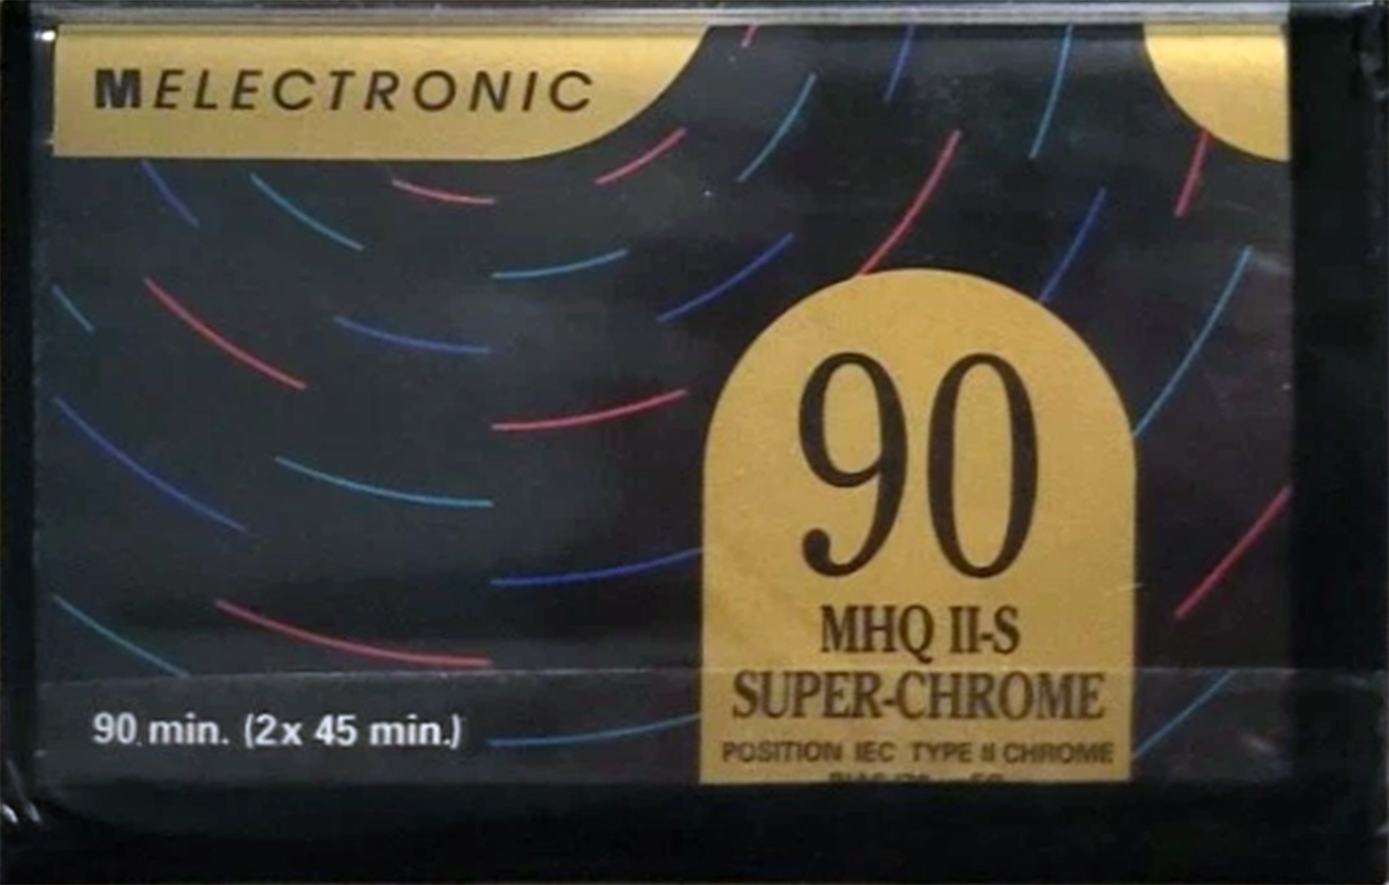 MELECTRONIC
90
MHQ II-S
SUPER-CHROME
POSITION IEC TYPE II CHROME
90 min. (2x 45 min.)